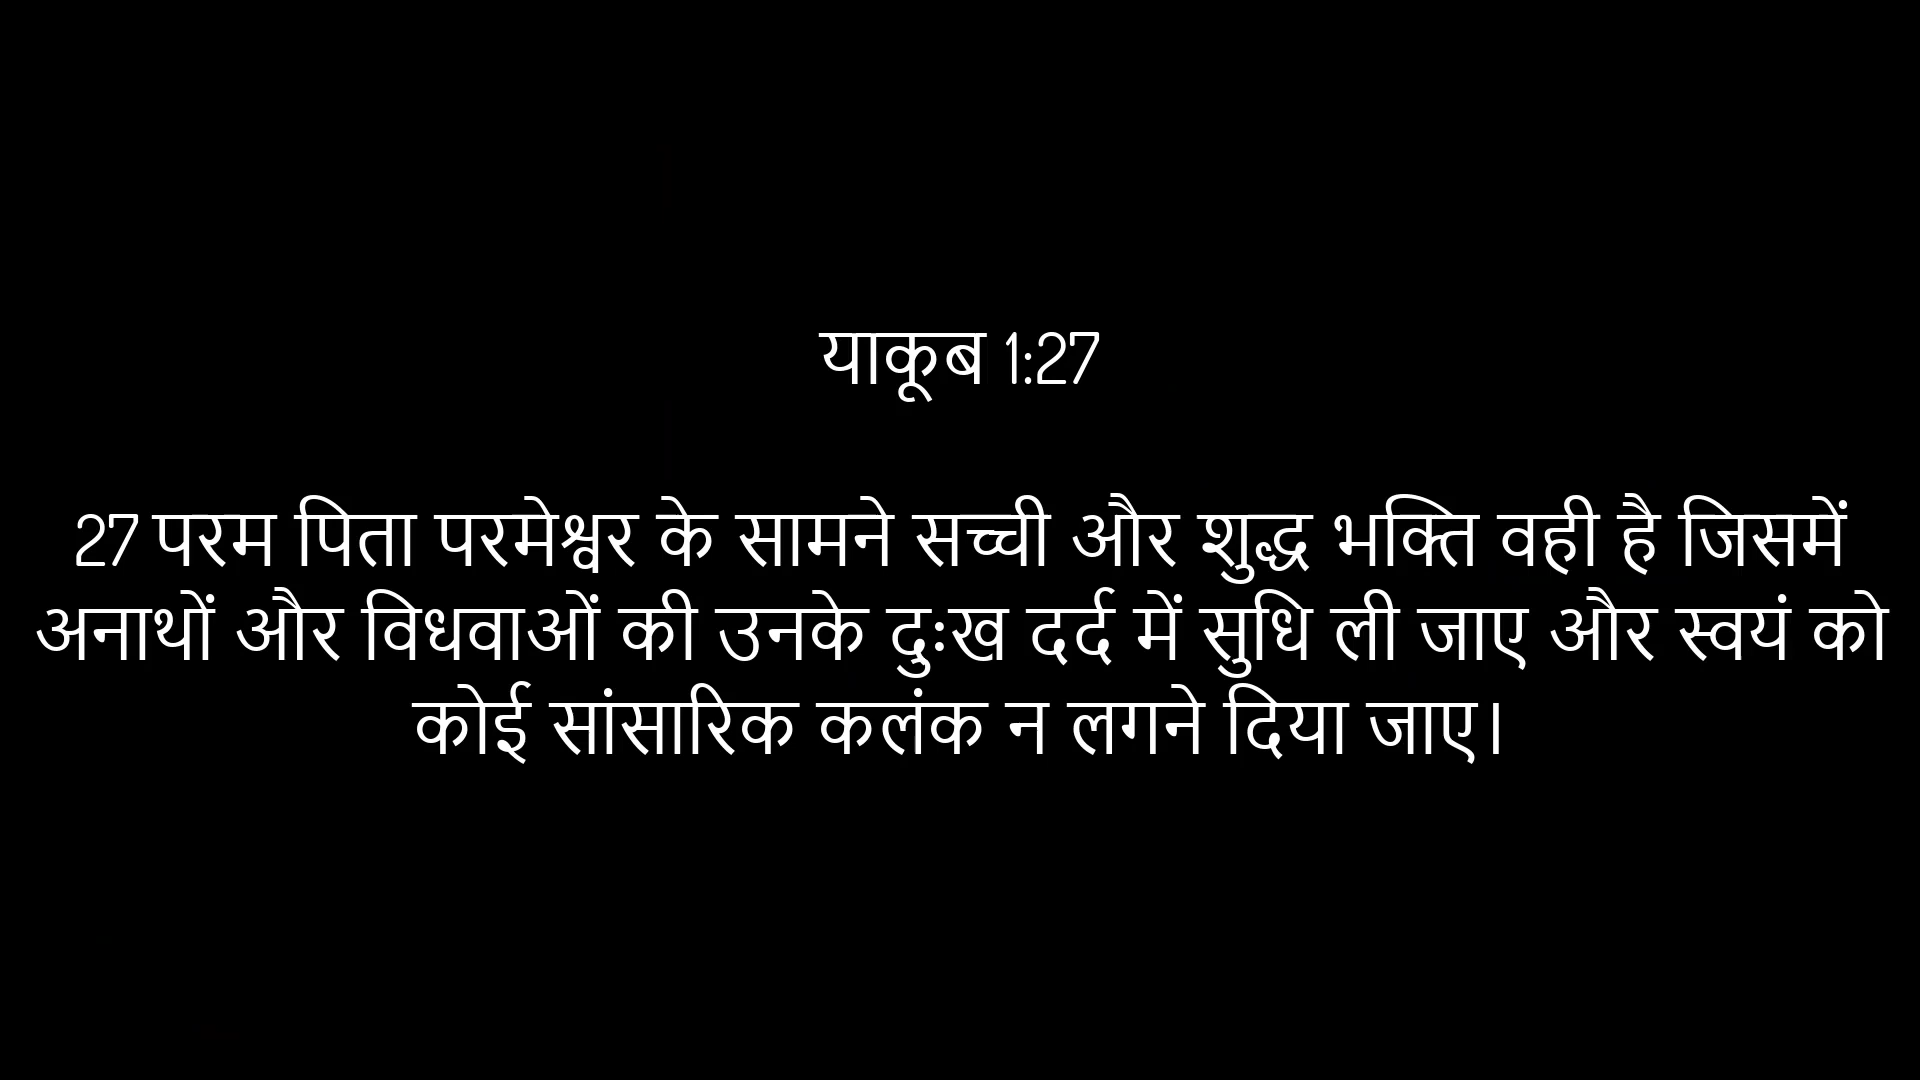 याकूब 1:27
27 परम पिता परमेश्वर के सामने सच्ची और शुद्ध भक्ति वही है जिसमें
अनाथों और विधवाओं की उनके दुःख दर्द में सुधि ली जाए और स्वयं को
कोई सांसारिक कलंक न लगने दिया जाए।